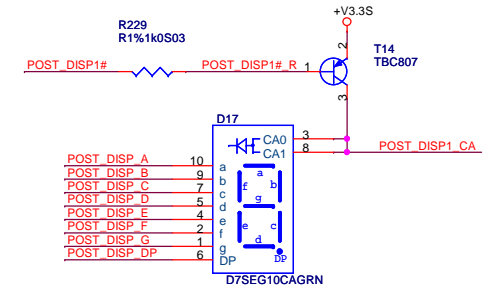 +V3.3S
R229
R1%1k0S03
POST_DISP1#
POST_DISP1#_R
1
2
3
T14
TBC807
D17
CA0
CA1
3
8
POST_DISP1_CA
POST_DISP_A 10 a
POST_DISP_B 9 b
POST_DISP_C 7 c
POST_DISP_D 5 d
POST_DISP_E 4 e
POST_DISP_F 2 f
POST_DISP_G 1 g
POST_DISP_DP 6 DP
a
f b
g
e c
d
DP
D7SEG10CAGRN